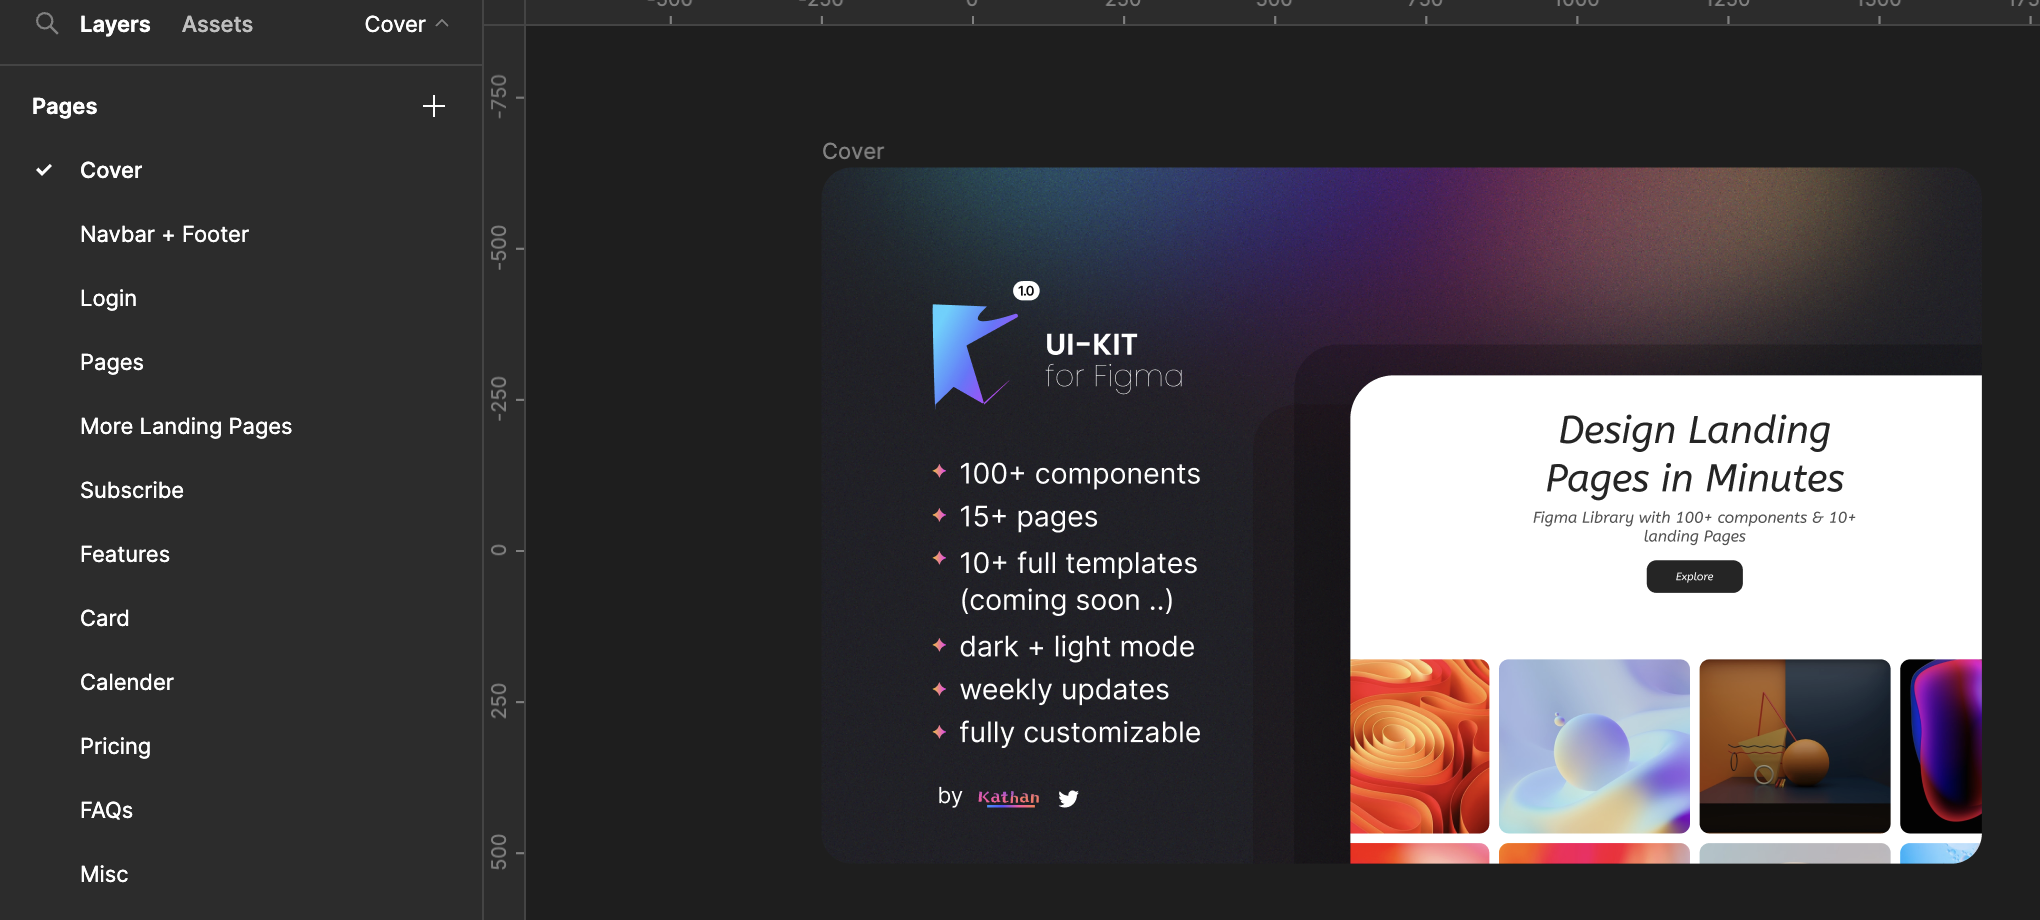 Layers Assets Cover
Pages
Cover
Navbar + Footer
Login
Pages
More Landing Pages
Subscribe
Features
Card
Calender
Pricing
FAQs
Misc
-500 -250 0 250 500 750 1000 1250 1500
-750
-500
-250
0
250
500
Cover
1.0
UI-KIT
for Figma
100+ components
15+ pages
10+ full templates
(coming soon ..)
dark + light mode
weekly updates
fully customizable
by Kathan
Design Landing
Pages in Minutes
Figma Library with 100+ components & 10+
landing Pages
Explore